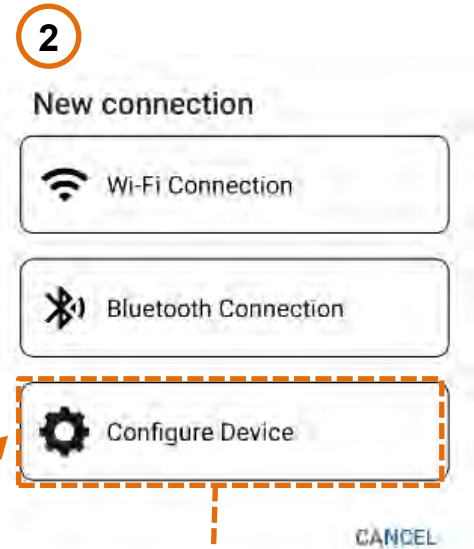 2
New connection
Wi-Fi Connection
Bluetooth Connection
Configure Device
CANCEL